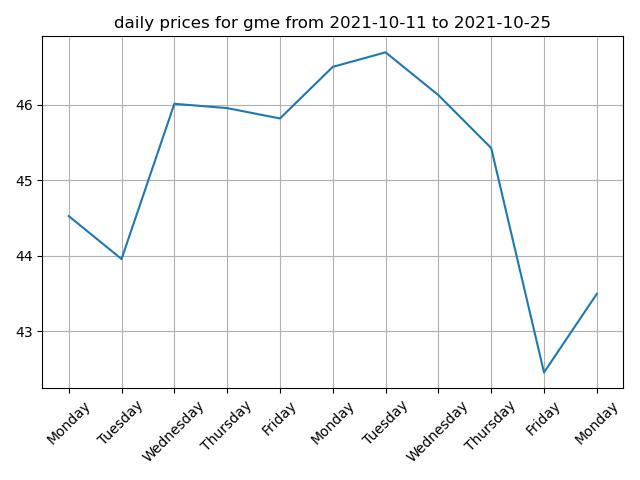 daily prices for gme from 2021-10-11 to 2021-10-25
46
45
44
43
Monday
Tuesday
Wednesday
Thursday
Friday
Monday
Tuesday
Wednesday
Thursday
Friday
Monday